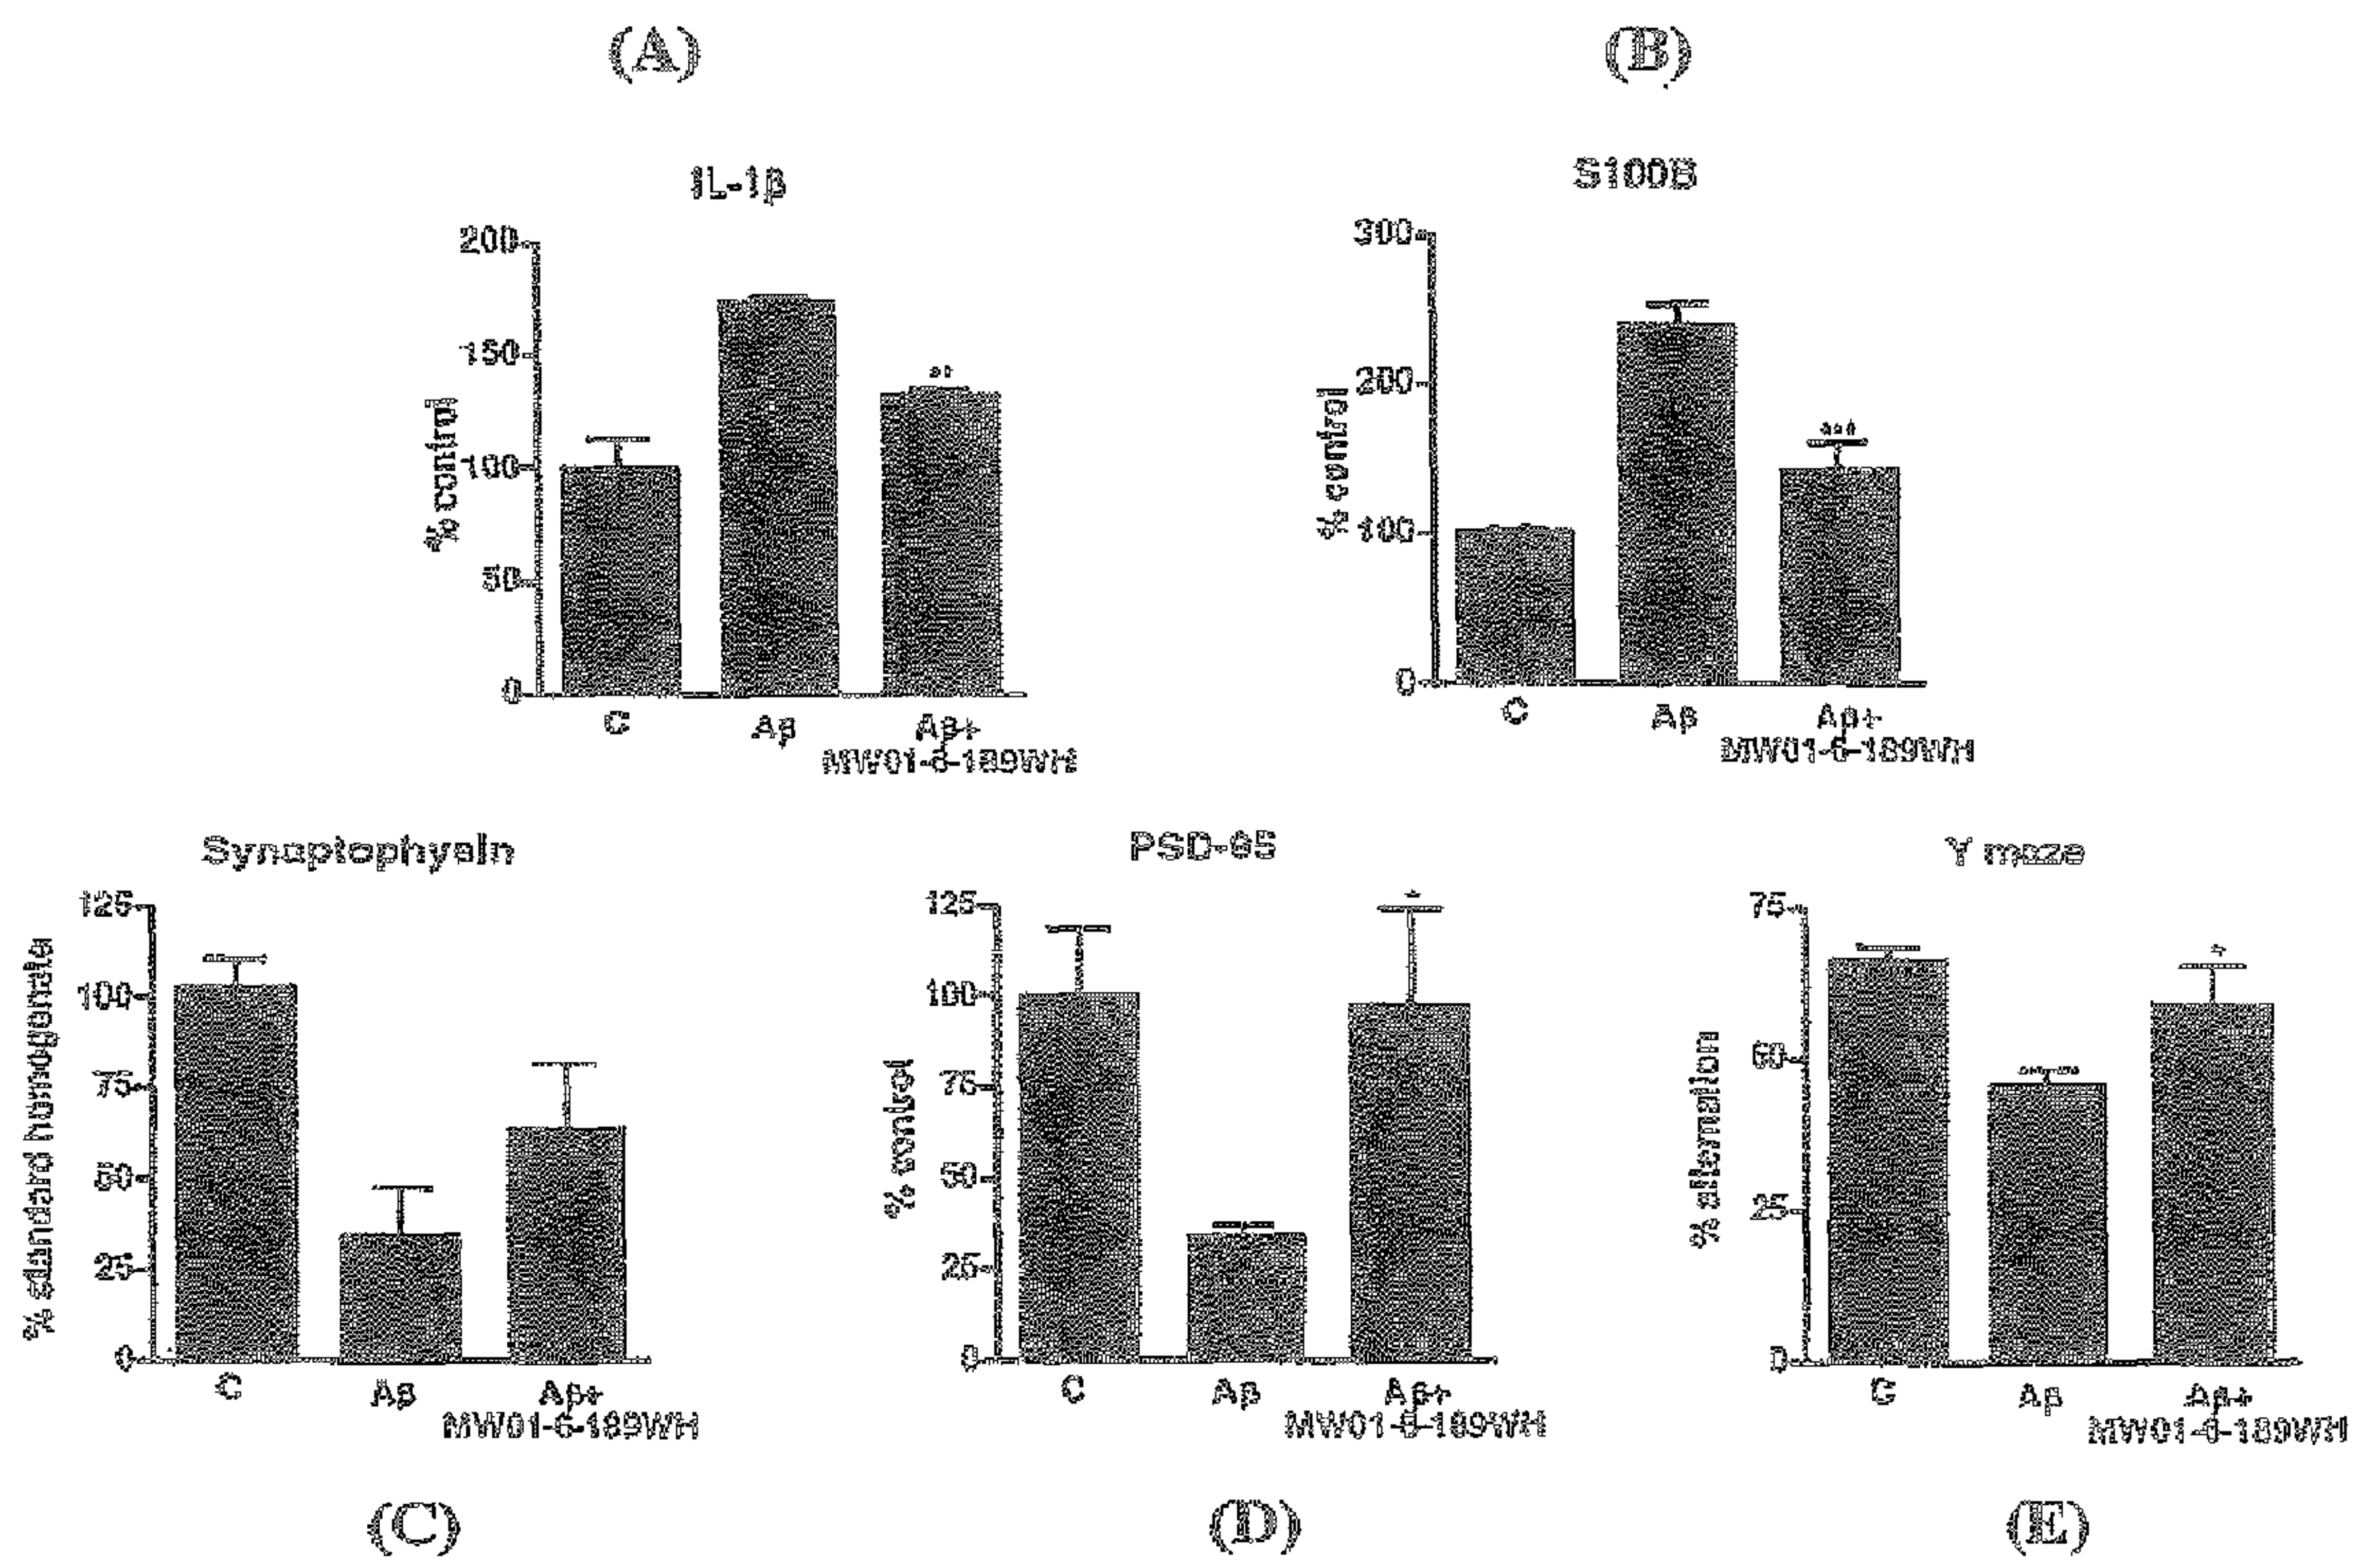 (A)
IL-1β
200
150
100
50
0
% control
**
C
Aβ
Aβ+
MW01-6-189WH
(B)
S100B
300
200
100
0
% control
***
C
Aβ
Aβ+
MW01-6-189WH
Synaptophysin
125
100
75
50
25
0
% standard homogenate
C
Aβ
Aβ+
MW01-6-189WH
(C)
PSD-95
125
100
75
50
25
0
% control
*
C
Aβ
Aβ+
MW01-6-189WH
(D)
Y maze
75
50
25
0
% alternation
*
C
Aβ
Aβ+
MW01-6-189WH
(E)